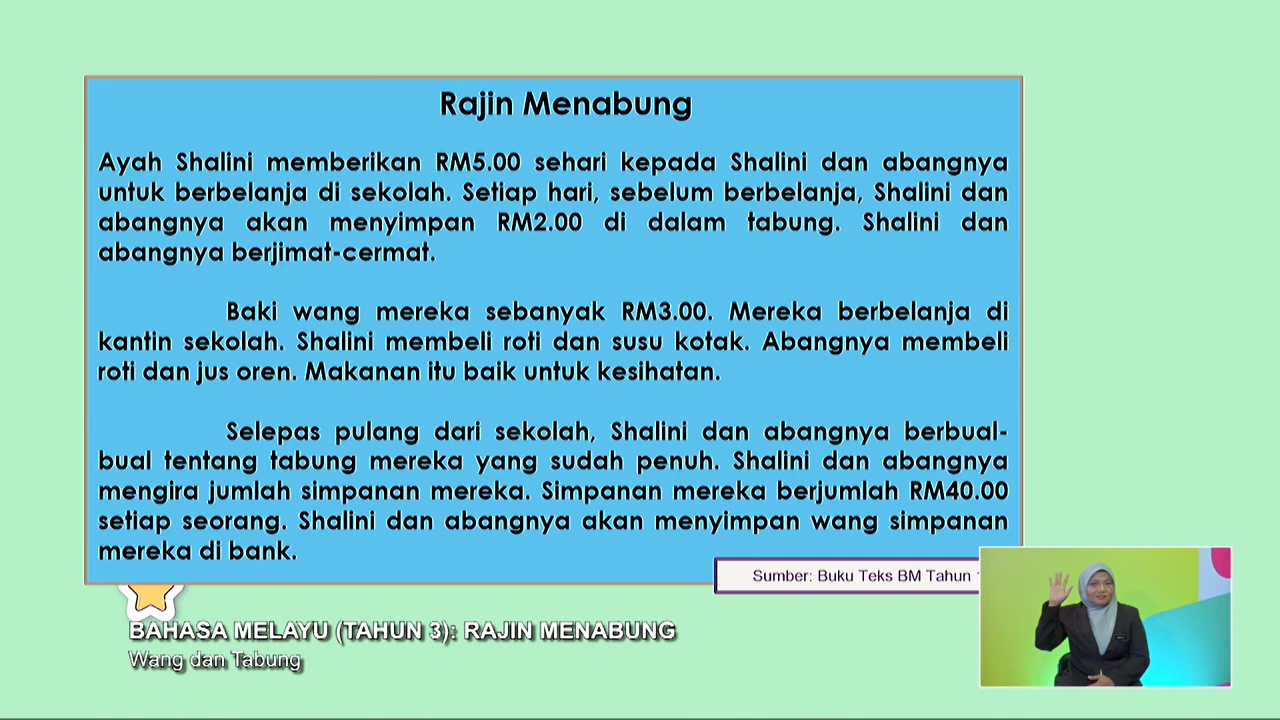 Rajin Menabung
Ayah Shalini memberikan RM5.00 sehari kepada Shalini dan abangnya
untuk berbelanja di sekolah. Setiap hari, sebelum berbelanja, Shalini dan
abangnya akan menyimpan RM2.00 di dalam tabung. Shalini dan
abangnya berjimat-cermat.
Baki wang mereka sebanyak RM3.00. Mereka berbelanja di
kantin sekolah. Shalini membeli roti dan susu kotak. Abangnya membeli
roti dan jus oren. Makanan itu baik untuk kesihatan.
Selepas pulang dari sekolah, Shalini dan abangnya berbual-
bual tentang tabung mereka yang sudah penuh. Shalini dan abangnya
mengira jumlah simpanan mereka. Simpanan mereka berjumlah RM40.00
setiap seorang. Shalini dan abangnya akan menyimpan wang simpanan
mereka di bank.
Sumber: Buku Teks BM Tahun
BAHASA MELAYU (TAHUN 3): RAJIN MENABUNG
Wang dan Tabung